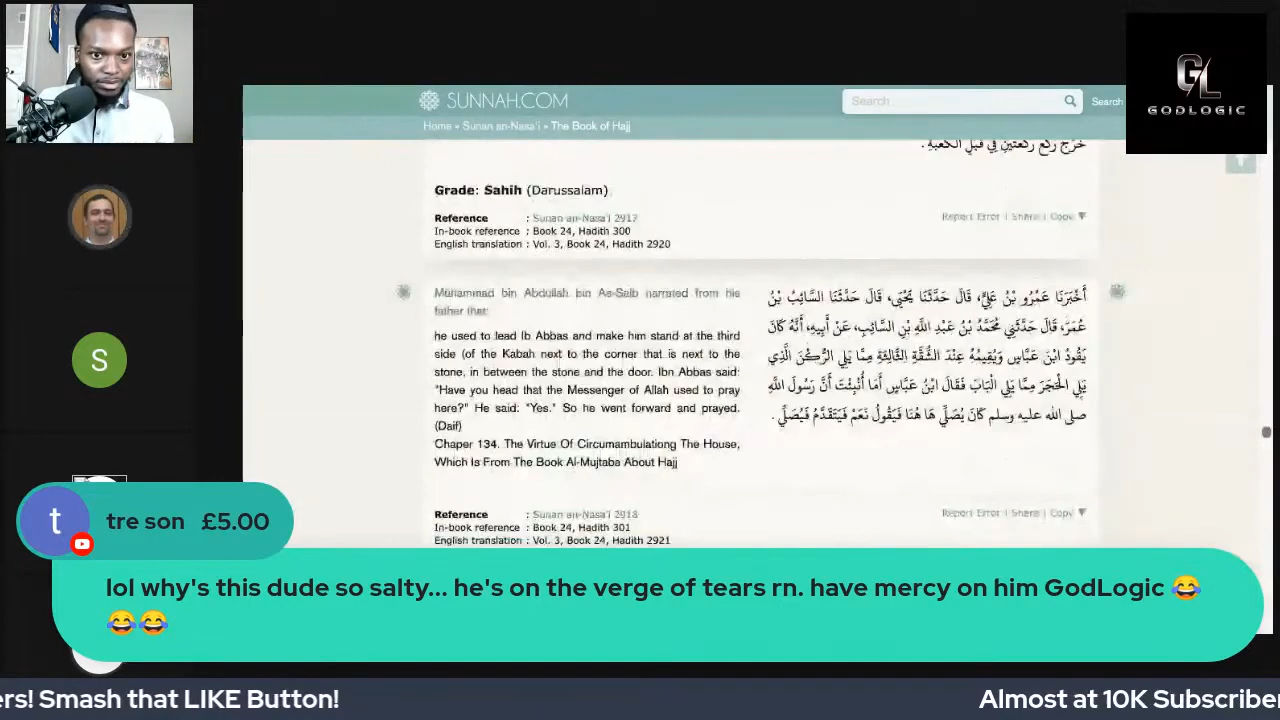 GL
GODLOGIC
SUNNAH.COM
Search
Search
Home » Sunan an-Nasa'i » The Book of Hajj
خَرَجَ رَكَعَ رَكْعَتَيْنِ فِي قُبُلِ الْكَعْبَةِ .
Grade: Sahih (Darussalam)
Reference : Sunan an-Nasa'i 2917
Report Error | Share | Copy ▼
In-book reference : Book 24, Hadith 300
English translation : Vol. 3, Book 24, Hadith 2920
Muhammad bin Abdullah bin As-Saib narrated from his
father that:
he used to lead Ib Abbas and make him stand at the third
side (of the Kabah next to the corner that is next to the
stone, in between the stone and the door. Ibn Abbas said:
"Have you head that the Messenger of Allah used to pray
here?" He said: "Yes." So he went forward and prayed.
(Daif)
Chaper 134. The Virtue Of Circumambulationg The House,
Which Is From The Book Al-Mujtaba About Hajj
أَخْبَرَنَا عَمْرُو بْنُ عَلِيٍّ، قَالَ حَدَّثَنَا يَحْيَى، قَالَ حَدَّثَنَا السَّائِبُ بْنُ
عُمَرَ، قَالَ حَدَّثَنِي مُحَمَّدُ بْنُ عَبْدِ اللَّهِ بْنِ السَّائِبِ، عَنْ أَبِيهِ، أَنَّهُ كَانَ
يَقُودُ ابْنَ عَبَّاسٍ وَيُقِيمُهُ عِنْدَ الشُّقَّةِ الثَّالِثَةِ مِمَّا يَلِي الرُّكْنَ الَّذِي
يَلِي الْحَجَرَ مِمَّا يَلِي الْبَابَ فَقَالَ ابْنُ عَبَّاسٍ أَمَا أُنْبِئْتَ أَنَّ رَسُولَ اللَّهِ
صلى الله عليه وسلم كَانَ يُصَلِّي هَا هُنَا فَيَقُولُ نَعَمْ فَيَتَقَدَّمُ فَيُصَلِّي .
Reference : Sunan an-Nasa'i 2918
Report Error | Share | Copy ▼
In-book reference : Book 24, Hadith 301
English translation : Vol. 3, Book 24, Hadith 2921
S
t
tre son £5.00
lol why's this dude so salty... he's on the verge of tears rn. have mercy on him GodLogic 😂
😂😂
ers! Smash that LIKE Button!
Almost at 10K Subscriber